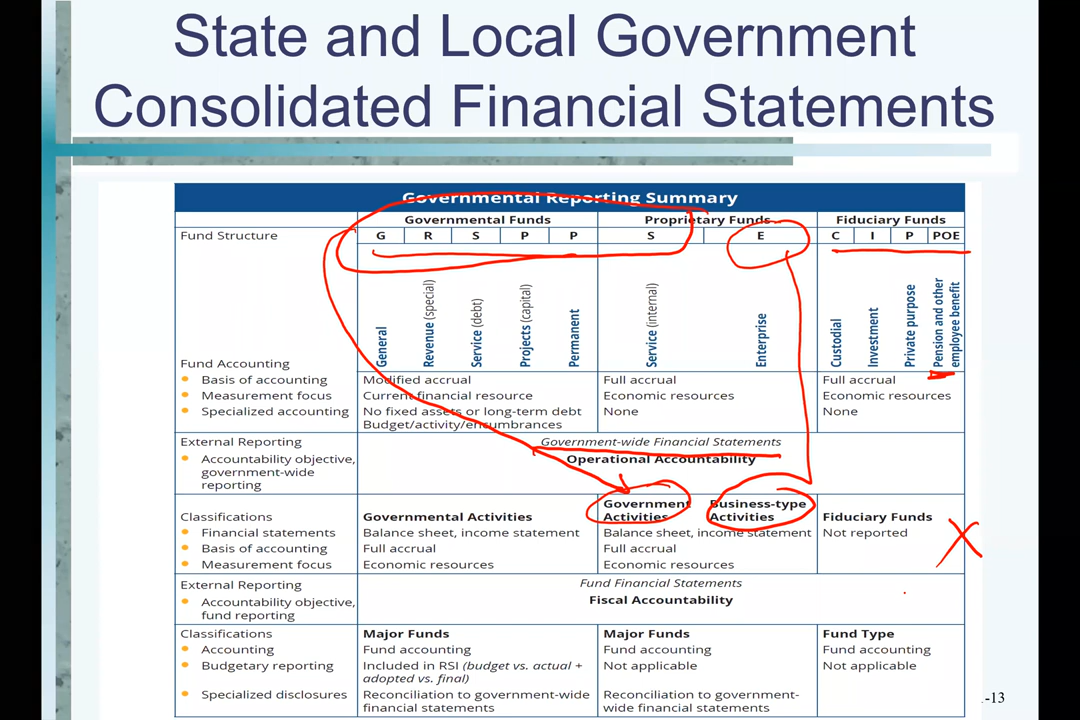 State and Local Government
Consolidated Financial Statements
Governmental Reporting Summary
Governmental Funds Proprietary Funds Fiduciary Funds
Fund Structure G R S P P S E C I P POE
General Revenue (special) Service (debt) Projects (capital) Permanent Service (internal) Enterprise Custodial Investment Private purpose Pension and other employee benefit
Fund Accounting
Basis of accounting Modified accrual Full accrual Full accrual
Measurement focus Current financial resource Economic resources Economic resources
Specialized accounting No fixed assets or long-term debt None None
Budget/activity/encumbrances
External Reporting Government-wide Financial Statements
Accountability objective, Operational Accountability
government-wide
reporting
Government Business-type
Classifications Governmental Activities Activities Activities Fiduciary Funds
Financial statements Balance sheet, income statement Balance sheet, income statement Not reported
Basis of accounting Full accrual Full accrual
Measurement focus Economic resources Economic resources
External Reporting Fund Financial Statements
Accountability objective, Fiscal Accountability
fund reporting
Classifications Major Funds Major Funds Fund Type
Accounting Fund accounting Fund accounting Fund accounting
Budgetary reporting Included in RSI (budget vs. actual + Not applicable Not applicable
adopted vs. final)
Specialized disclosures Reconciliation to government-wide Reconciliation to government-
financial statements wide financial statements
-13